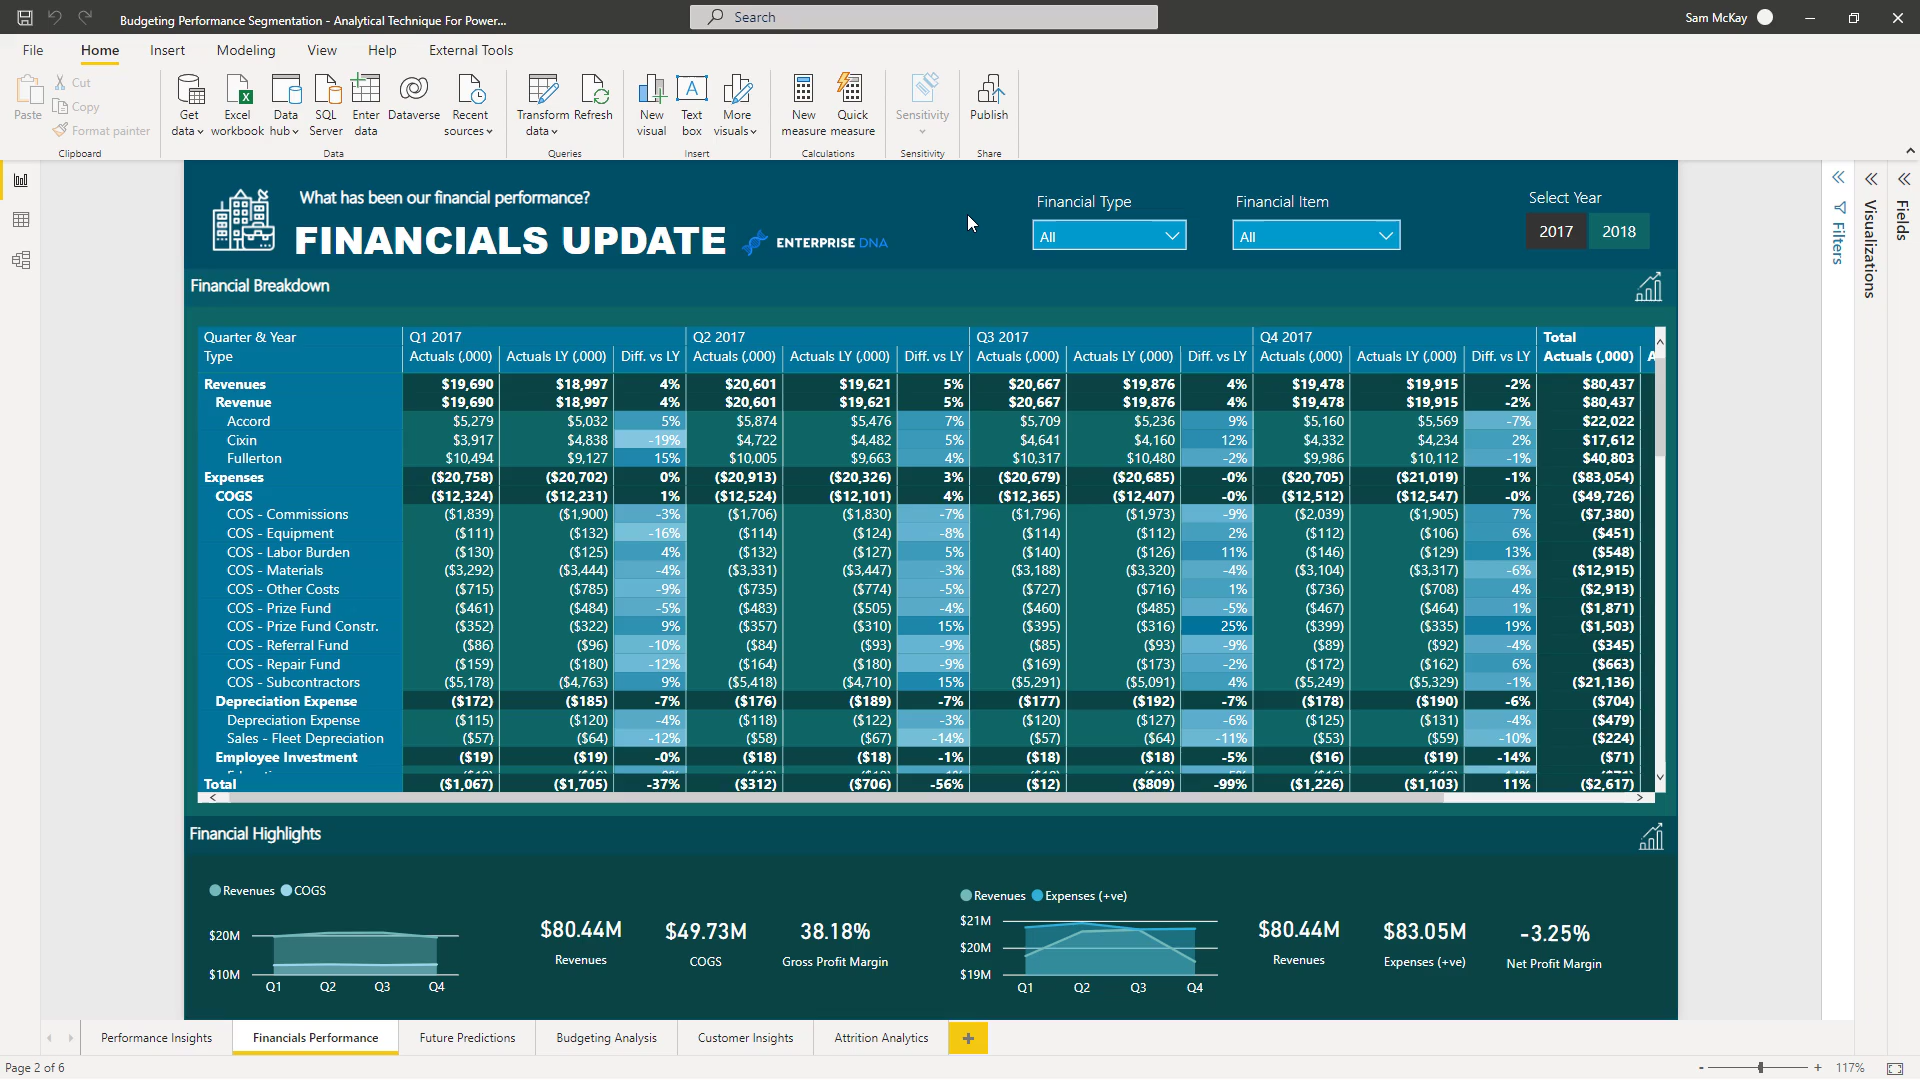 Budgeting Performance Segmentation - Analytical Technique For Power...
Search
Sam McKay
File Home Insert Modeling View Help External Tools
Paste
Cut
Copy
Format painter
Clipboard
Get data
Excel workbook
Data hub
SQL Server
Enter data
Dataverse
Recent sources
Data
Transform data
Refresh
Queries
New visual
Text box
More visuals
Insert
New measure
Quick measure
Calculations
Sensitivity
Sensitivity
Publish
Share
What has been our financial performance?
FINANCIALS UPDATE
ENTERPRISE DNA
Financial Type
All
Financial Item
All
Select Year
2017 2018
Filters
Visualizations
Fields
Financial Breakdown
Quarter & Year Q1 2017 Q2 2017 Q3 2017 Q4 2017 Total
Type Actuals (,000) Actuals LY (,000) Diff. vs LY Actuals (,000) Actuals LY (,000) Diff. vs LY Actuals (,000) Actuals LY (,000) Diff. vs LY Actuals (,000) Actuals LY (,000) Diff. vs LY Actuals (,000) A
Revenues $19,690 $18,997 4% $20,601 $19,621 5% $20,667 $19,876 4% $19,478 $19,915 -2% $80,437
Revenue $19,690 $18,997 4% $20,601 $19,621 5% $20,667 $19,876 4% $19,478 $19,915 -2% $80,437
Accord $5,279 $5,032 5% $5,874 $5,476 7% $5,709 $5,236 9% $5,160 $5,569 -7% $22,022
Cixin $3,917 $4,838 -19% $4,722 $4,482 5% $4,641 $4,160 12% $4,332 $4,234 2% $17,612
Fullerton $10,494 $9,127 15% $10,005 $9,663 4% $10,317 $10,480 -2% $9,986 $10,112 -1% $40,803
Expenses ($20,758) ($20,702) 0% ($20,913) ($20,326) 3% ($20,679) ($20,685) -0% ($20,705) ($21,019) -1% ($83,054)
COGS ($12,324) ($12,231) 1% ($12,524) ($12,101) 4% ($12,365) ($12,407) -0% ($12,512) ($12,547) -0% ($49,726)
COS - Commissions ($1,839) ($1,900) -3% ($1,706) ($1,830) -7% ($1,796) ($1,973) -9% ($2,039) ($1,905) 7% ($7,380)
COS - Equipment ($111) ($132) -16% ($114) ($124) -8% ($114) ($112) 2% ($112) ($106) 6% ($451)
COS - Labor Burden ($130) ($125) 4% ($132) ($127) 5% ($140) ($126) 11% ($146) ($129) 13% ($548)
COS - Materials ($3,292) ($3,444) -4% ($3,331) ($3,447) -3% ($3,188) ($3,320) -4% ($3,104) ($3,317) -6% ($12,915)
COS - Other Costs ($715) ($785) -9% ($735) ($774) -5% ($727) ($716) 1% ($736) ($708) 4% ($2,913)
COS - Prize Fund ($461) ($484) -5% ($483) ($505) -4% ($460) ($485) -5% ($467) ($464) 1% ($1,871)
COS - Prize Fund Constr. ($352) ($322) 9% ($357) ($310) 15% ($395) ($316) 25% ($399) ($335) 19% ($1,503)
COS - Referral Fund ($86) ($96) -10% ($84) ($93) -9% ($85) ($93) -9% ($89) ($92) -4% ($345)
COS - Repair Fund ($159) ($180) -12% ($164) ($180) -9% ($169) ($173) -2% ($172) ($162) 6% ($663)
COS - Subcontractors ($5,178) ($4,763) 9% ($5,418) ($4,710) 15% ($5,291) ($5,091) 4% ($5,249) ($5,329) -1% ($21,136)
Depreciation Expense ($172) ($185) -7% ($176) ($189) -7% ($177) ($192) -7% ($178) ($190) -6% ($704)
Depreciation Expense ($115) ($120) -4% ($118) ($122) -3% ($120) ($127) -6% ($125) ($131) -4% ($479)
Sales - Fleet Depreciation ($57) ($64) -12% ($58) ($67) -14% ($57) ($64) -11% ($53) ($59) -10% ($224)
Employee Investment ($19) ($19) -0% ($18) ($18) -1% ($18) ($18) -5% ($16) ($19) -14% ($71)
Total ($1,067) ($1,705) -37% ($312) ($706) -56% ($12) ($809) -99% ($1,226) ($1,103) 11% ($2,617)
Financial Highlights
Revenues COGS
$20M
$10M
Q1 Q2 Q3 Q4
$80.44M
Revenues
$49.73M
COGS
38.18%
Gross Profit Margin
Revenues Expenses (+ve)
$21M
$20M
$19M
Q1 Q2 Q3 Q4
$80.44M
Revenues
$83.05M
Expenses (+ve)
-3.25%
Net Profit Margin
Performance Insights Financials Performance Future Predictions Budgeting Analysis Customer Insights Attrition Analytics +
Page 2 of 6
- + 117%